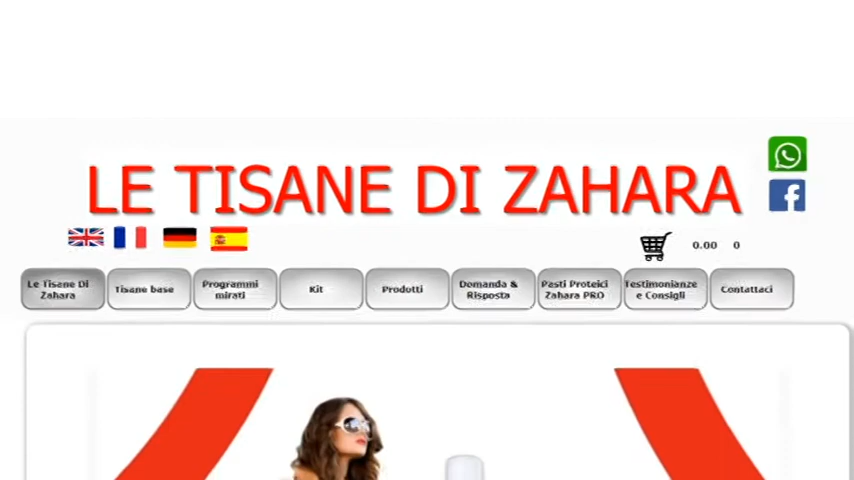 LE TISANE DI ZAHARA
0.00 0
Le Tisane Di
Zahara
Tisane base
Programmi
mirati
Kit
Prodotti
Domanda &
Risposta
Pasti Proteici
Zahara PRO
Testimonianze
e Consigli
Contattaci